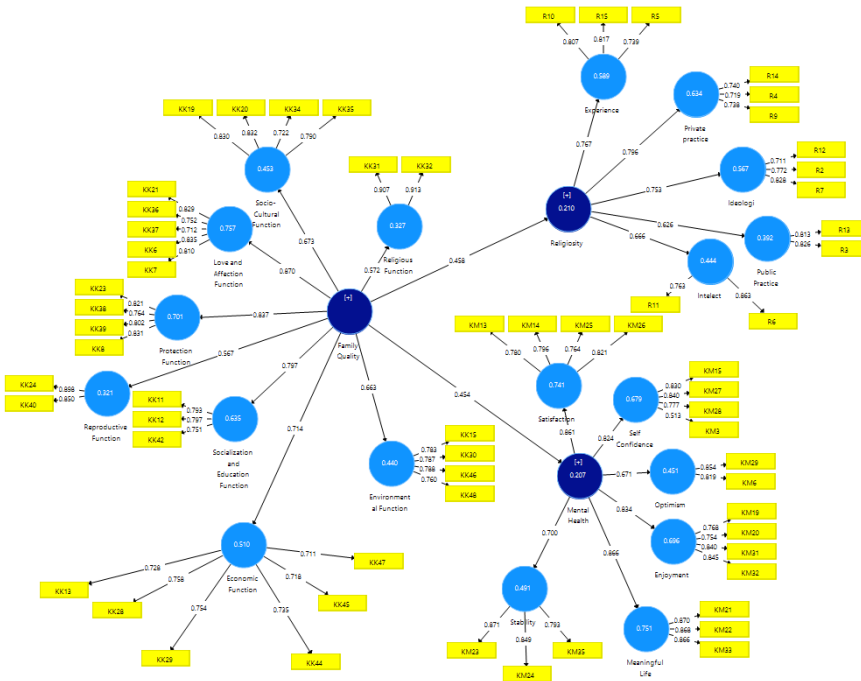 R10
R15
R5
0.807
0.817
0.739
0.589
Experience
0.767
R14
R4
R9
0.740
0.719
0.738
0.634
Private
practice
0.796
R12
R2
R7
0.711
0.772
0.828
0.567
Ideologi
0.753
R13
R3
0.813
0.826
0.392
Public
Practice
0.626
R11
R6
0.763
0.863
0.444
Intelect
0.666
[+]
0.210
Religiosity
0.458
KK19
KK20
KK34
KK35
0.830
0.832
0.722
0.790
0.453
Socio-
Cultural
Function
0.673
KK31
KK32
0.907
0.913
0.327
Religious
Function
0.572
KK21
KK36
KK37
KK6
KK7
0.829
0.752
0.712
0.835
0.810
0.757
Love and
Affection
Function
0.870
KK23
KK38
KK39
KK8
0.821
0.764
0.802
0.831
0.701
Protection
Function
0.837
[+]
Family
Quality
KK24
KK40
0.898
0.850
0.321
Reproductive
Function
0.567
KK11
KK12
KK42
0.793
0.797
0.751
0.635
Socialization
and
Education
Function
0.797
KK15
KK30
KK46
KK48
0.783
0.787
0.788
0.760
0.440
Environment
al Function
0.663
0.714
0.510
Economic
Function
KK13
KK28
KK29
KK44
KK45
KK47
0.728
0.758
0.754
0.735
0.718
0.711
0.454
KM13
KM14
KM25
KM26
0.780
0.796
0.764
0.821
0.741
Satisfaction
0.861
KM15
KM27
KM28
KM3
0.830
0.840
0.777
0.513
0.679
Self
Confidence
0.824
[+]
0.207
Mental
Health
KM29
KM6
0.854
0.819
0.451
Optimism
0.671
KM19
KM20
KM31
KM32
0.768
0.754
0.840
0.845
0.696
Enjoyment
0.834
KM21
KM22
KM33
0.870
0.868
0.866
0.751
Meaningful
Life
0.866
0.700
0.491
Stability
0.871
0.849
0.793
KM23
KM24
KM35